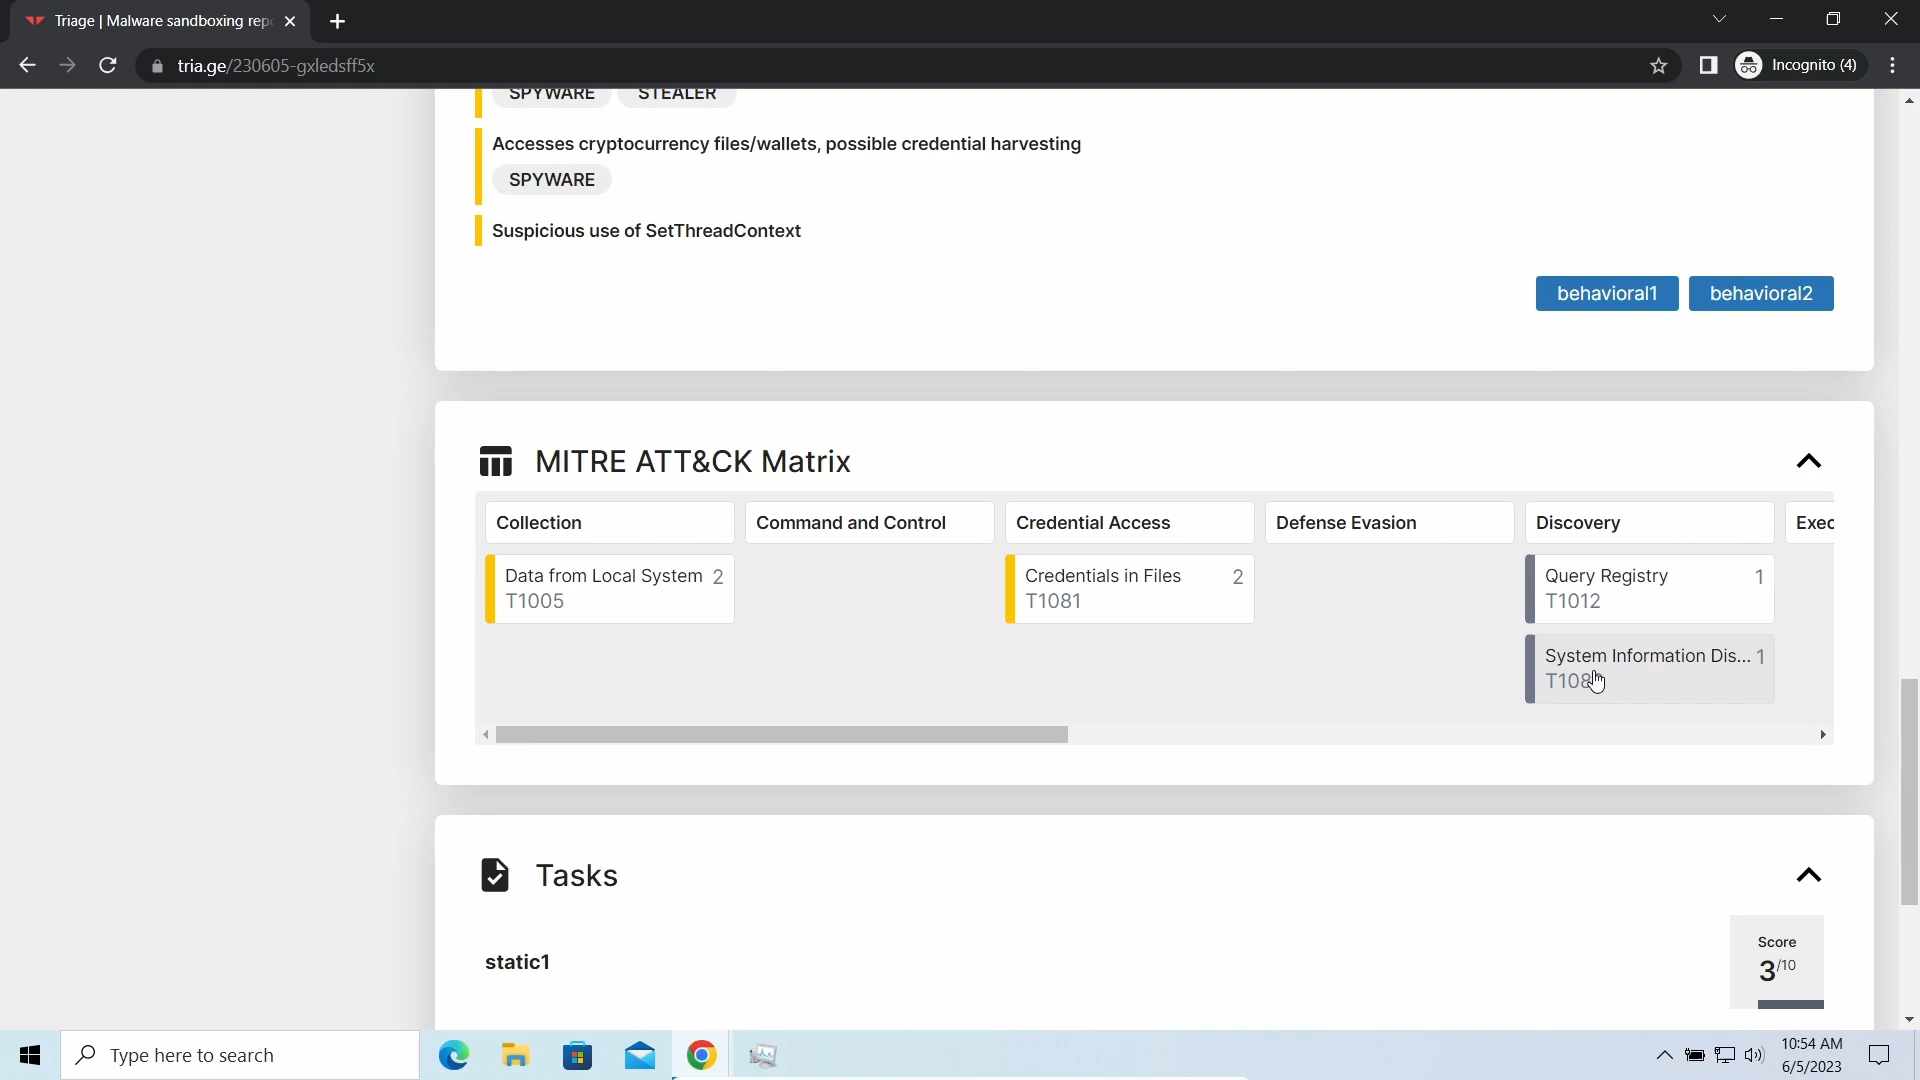 Triage | Malware sandboxing rep
tria.ge/230605-gxledsff5x
Incognito (4)
SPYWARE STEALER
Accesses cryptocurrency files/wallets, possible credential harvesting
SPYWARE
Suspicious use of SetThreadContext
behavioral1 behavioral2
MITRE ATT&CK Matrix
Collection Command and Control Credential Access Defense Evasion Discovery Exec
Data from Local System 2 Credentials in Files 2 Query Registry 1
T1005 T1081 T1012
System Information Dis... 1
T108
Tasks
Score
static1
3/10
Type here to search
10:54 AM
6/5/2023